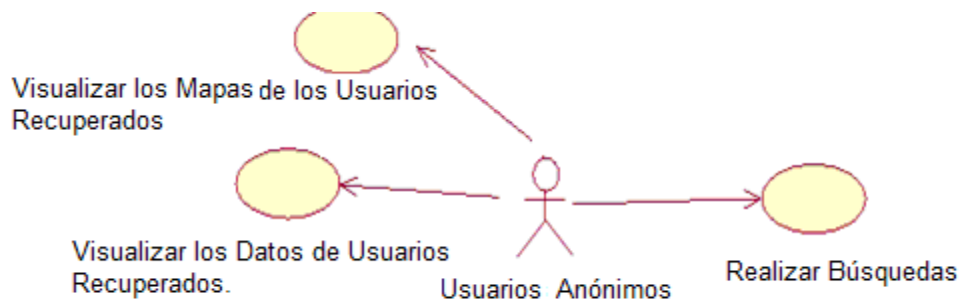 Visualizar los Mapas de los Usuarios
Recuperados
Visualizar los Datos de Usuarios
Recuperados.
Usuarios Anónimos
Realizar Búsquedas